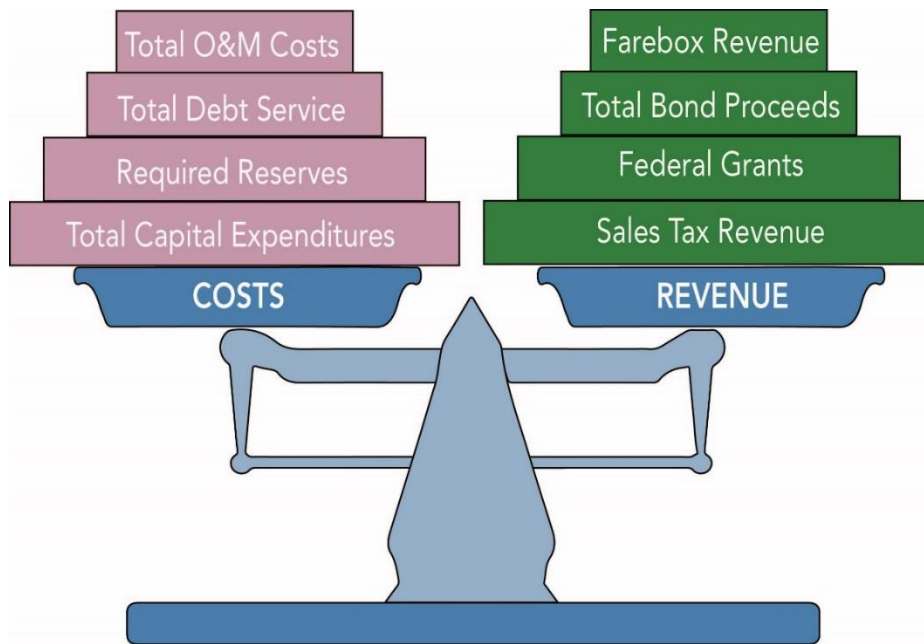 Total O&M Costs
Total Debt Service
Required Reserves
Total Capital Expenditures
COSTS
Farebox Revenue
Total Bond Proceeds
Federal Grants
Sales Tax Revenue
REVENUE